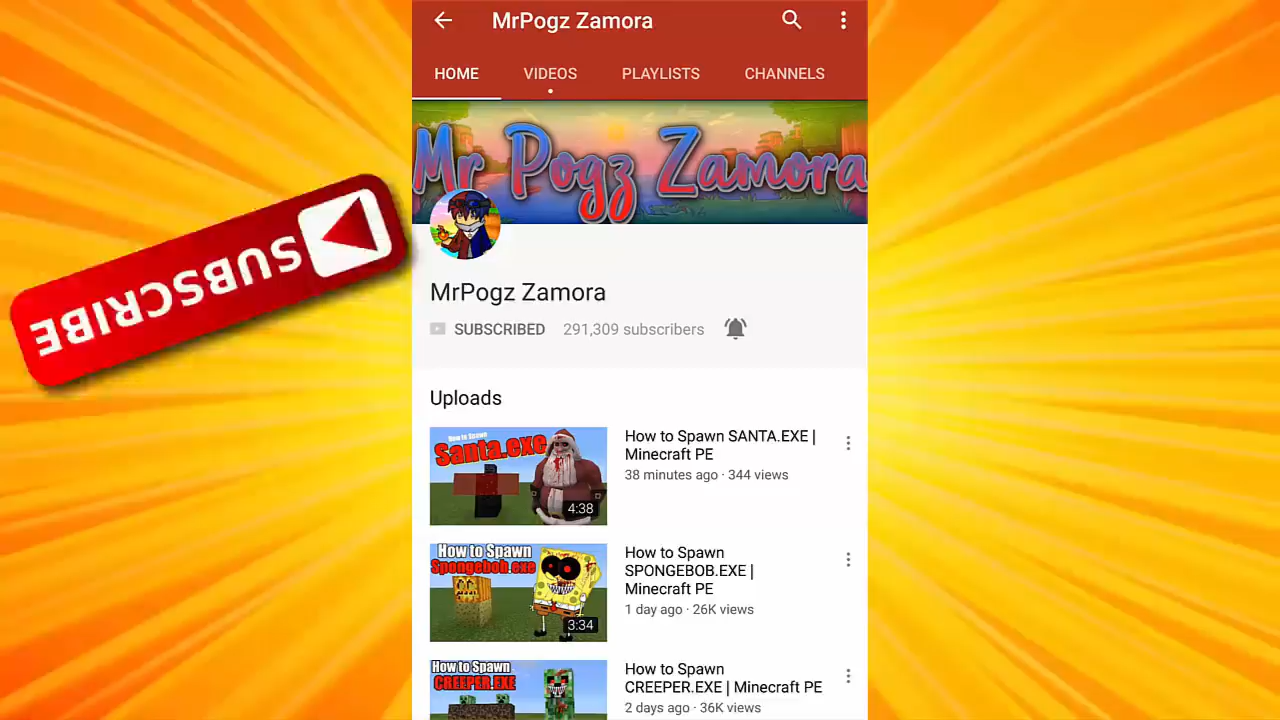 MrPogz Zamora
HOME VIDEOS PLAYLISTS CHANNELS
Mr Pogz Zamora
SUBSCRIBE
MrPogz Zamora
SUBSCRIBED 291,309 subscribers
Uploads
How to Spawn
Santa.exe
4:38
How to Spawn SANTA.EXE |
Minecraft PE
38 minutes ago · 344 views
How to Spawn
Spongebob.exe
3:34
How to Spawn
SPONGEBOB.EXE |
Minecraft PE
1 day ago · 26K views
How to Spawn
CREEPER.EXE
How to Spawn
CREEPER.EXE | Minecraft PE
2 days ago · 36K views